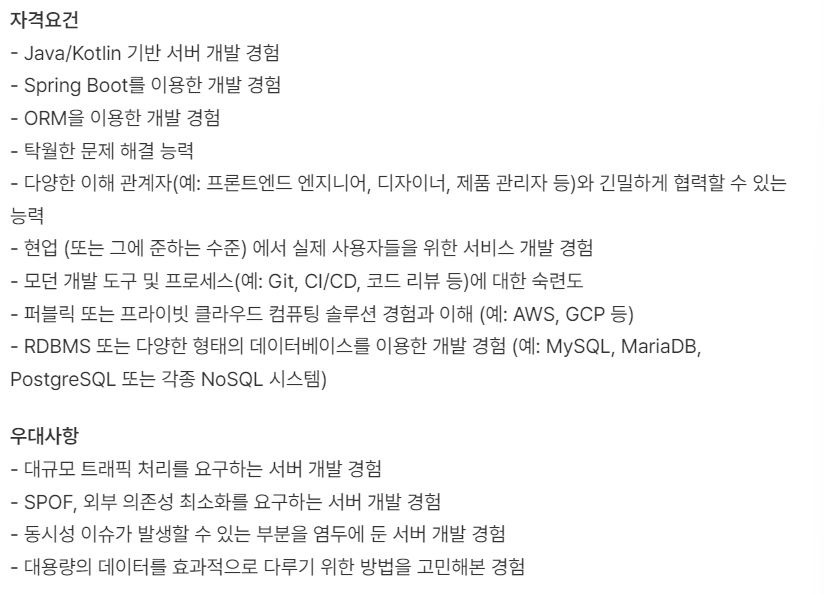 자격요건
- Java/Kotlin 기반 서버 개발 경험
- Spring Boot를 이용한 개발 경험
- ORM을 이용한 개발 경험
- 탁월한 문제 해결 능력
- 다양한 이해 관계자(예: 프론트엔드 엔지니어, 디자이너, 제품 관리자 등)와 긴밀하게 협력할 수 있는
능력
- 현업 (또는 그에 준하는 수준) 에서 실제 사용자들을 위한 서비스 개발 경험
- 모던 개발 도구 및 프로세스(예: Git, CI/CD, 코드 리뷰 등)에 대한 숙련도
- 퍼블릭 또는 프라이빗 클라우드 컴퓨팅 솔루션 경험과 이해 (예: AWS, GCP 등)
- RDBMS 또는 다양한 형태의 데이터베이스를 이용한 개발 경험 (예: MySQL, MariaDB,
PostgreSQL 또는 각종 NoSQL 시스템)
우대사항
- 대규모 트래픽 처리를 요구하는 서버 개발 경험
- SPOF, 외부 의존성 최소화를 요구하는 서버 개발 경험
- 동시성 이슈가 발생할 수 있는 부분을 염두에 둔 서버 개발 경험
- 대용량의 데이터를 효과적으로 다루기 위한 방법을 고민해본 경험